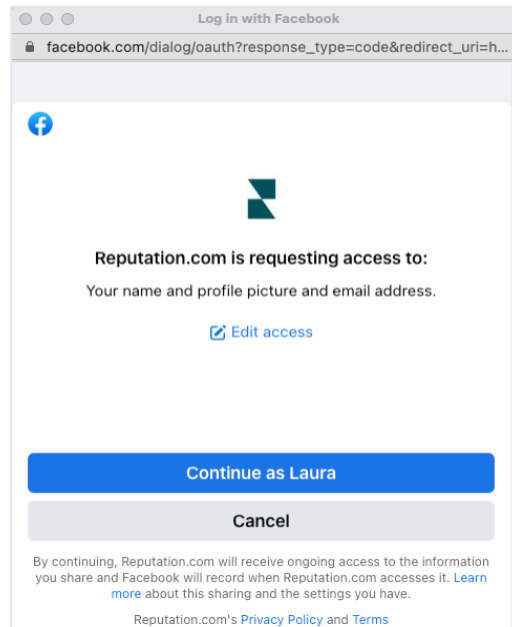 Log in with Facebook
facebook.com/dialog/oauth?response_type=code&redirect_uri=h...
Reputation.com is requesting access to:
Your name and profile picture and email address.
Edit access
Continue as Laura
Cancel
By continuing, Reputation.com will receive ongoing access to the information
you share and Facebook will record when Reputation.com accesses it. Learn
more about this sharing and the settings you have.
Reputation.com's Privacy Policy and Terms